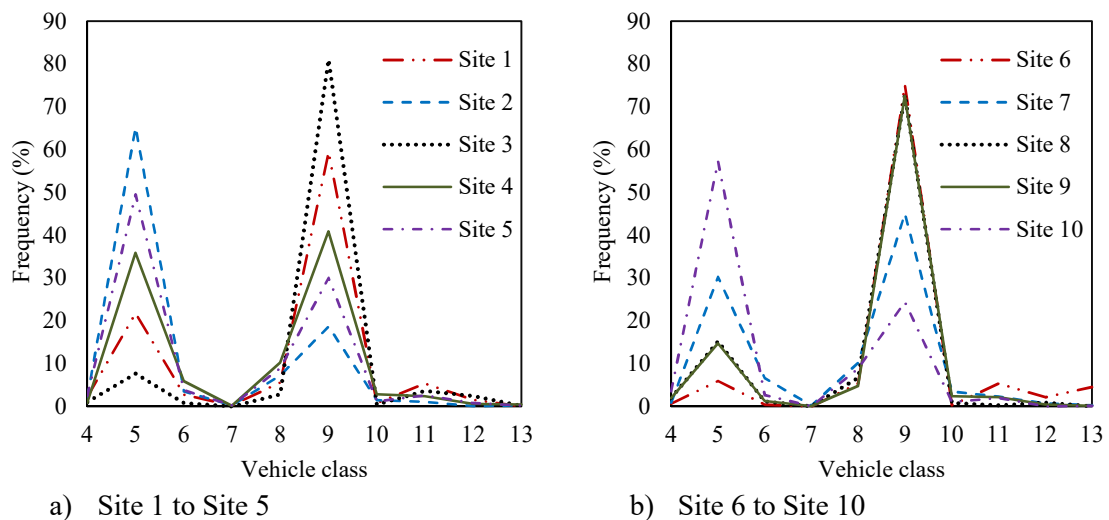 90
80
70
60
50
40
30
20
10
0
Frequency (%)
4 5 6 7 8 9 10 11 12 13
Vehicle class
Site 1
Site 2
Site 3
Site 4
Site 5
a) Site 1 to Site 5
90
80
70
60
50
40
30
20
10
0
Frequency (%)
4 5 6 7 8 9 10 11 12 13
Vehicle class
Site 6
Site 7
Site 8
Site 9
Site 10
b) Site 6 to Site 10